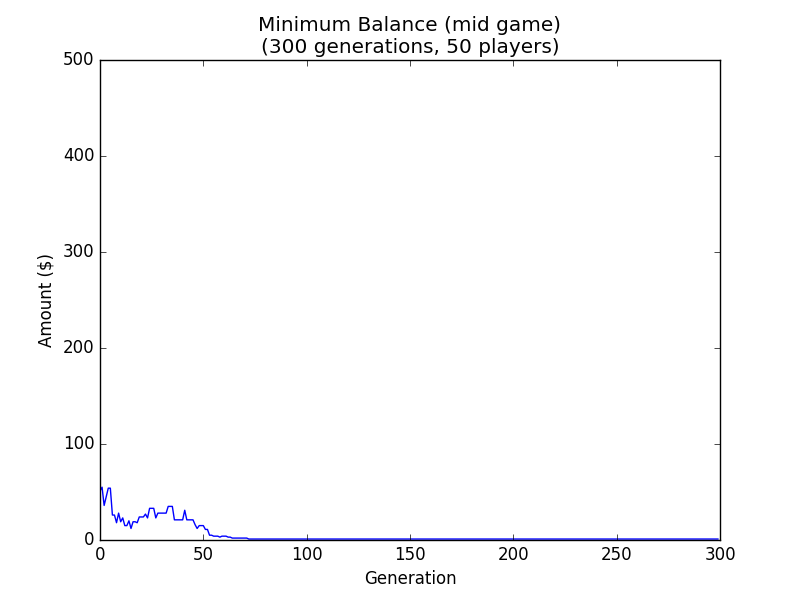 Minimum Balance (mid game)
(300 generations, 50 players)
500
400
300
200
100
0
Amount ($)
0 50 100 150 200 250 300
Generation